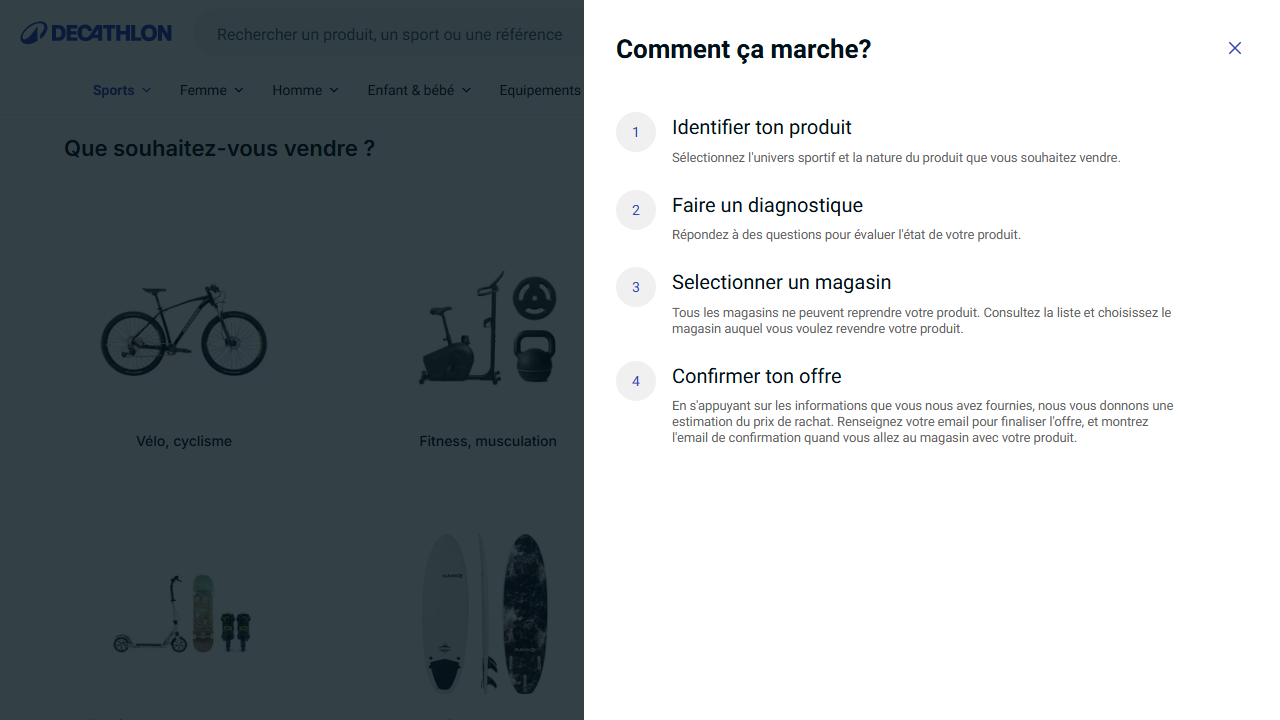 DECATHLON
Rechercher un produit, un sport ou une référence
Sports
Femme
Homme
Enfant & bébé
Equipements
Que souhaitez-vous vendre ?
Vélo, cyclisme
Fitness, musculation
Comment ça marche?
1
Identifier ton produit
Sélectionnez l'univers sportif et la nature du produit que vous souhaitez vendre.
2
Faire un diagnostique
Répondez à des questions pour évaluer l'état de votre produit.
3
Selectionner un magasin
Tous les magasins ne peuvent reprendre votre produit. Consultez la liste et choisissez le
magasin auquel vous voulez revendre votre produit.
4
Confirmer ton offre
En s'appuyant sur les informations que vous nous avez fournies, nous vous donnons une
estimation du prix de rachat. Renseignez votre email pour finaliser l'offre, et montrez
l'email de confirmation quand vous allez au magasin avec votre produit.